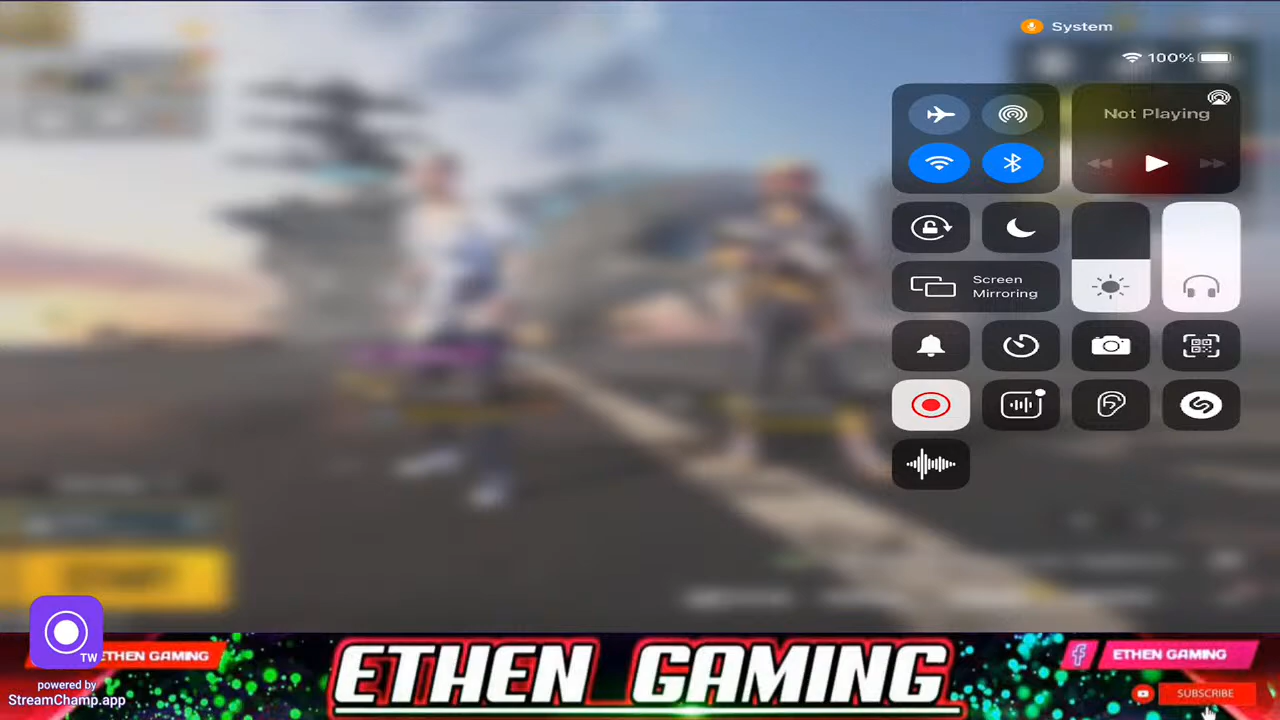 System
100%
Not Playing
Screen
Mirroring
TW
ETHEN GAMING
powered by
StreamChamp.app
ETHEN GAMING
ETHEN GAMING
SUBSCRIBE